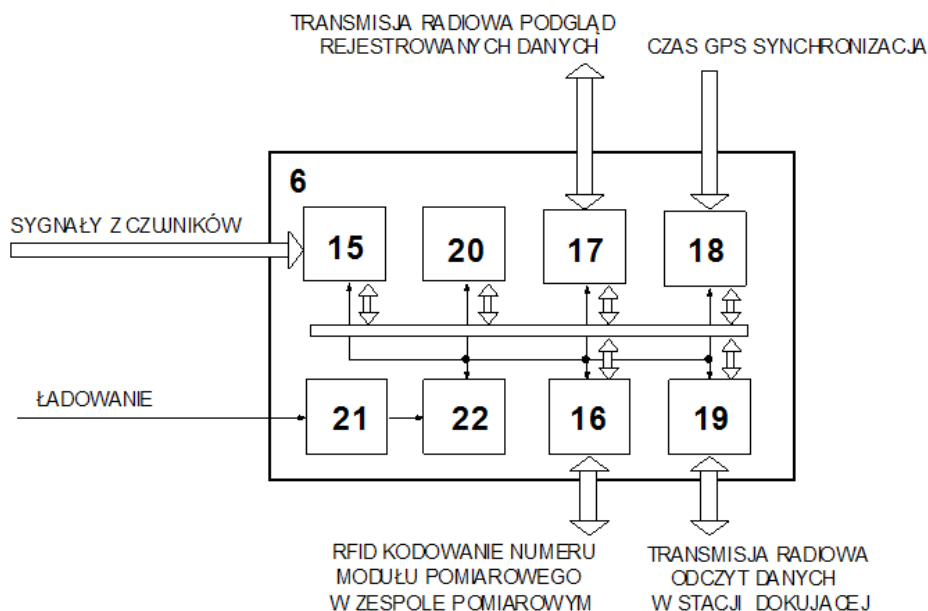 TRANSMISJA RADIOWA PODGLĄD
REJESTROWANYCH DANYCH
CZAS GPS SYNCHRONIZACJA
6
SYGNAŁY Z CZUJNIKÓW
15
20
17
18
ŁADOWANIE
21
22
16
19
RFID KODOWANIE NUMERU
MODUŁU POMIAROWEGO
W ZESPOLE POMIAROWYM
TRANSMISJA RADIOWA
ODCZYT DANYCH
W STACJI DOKUJĄCEJ